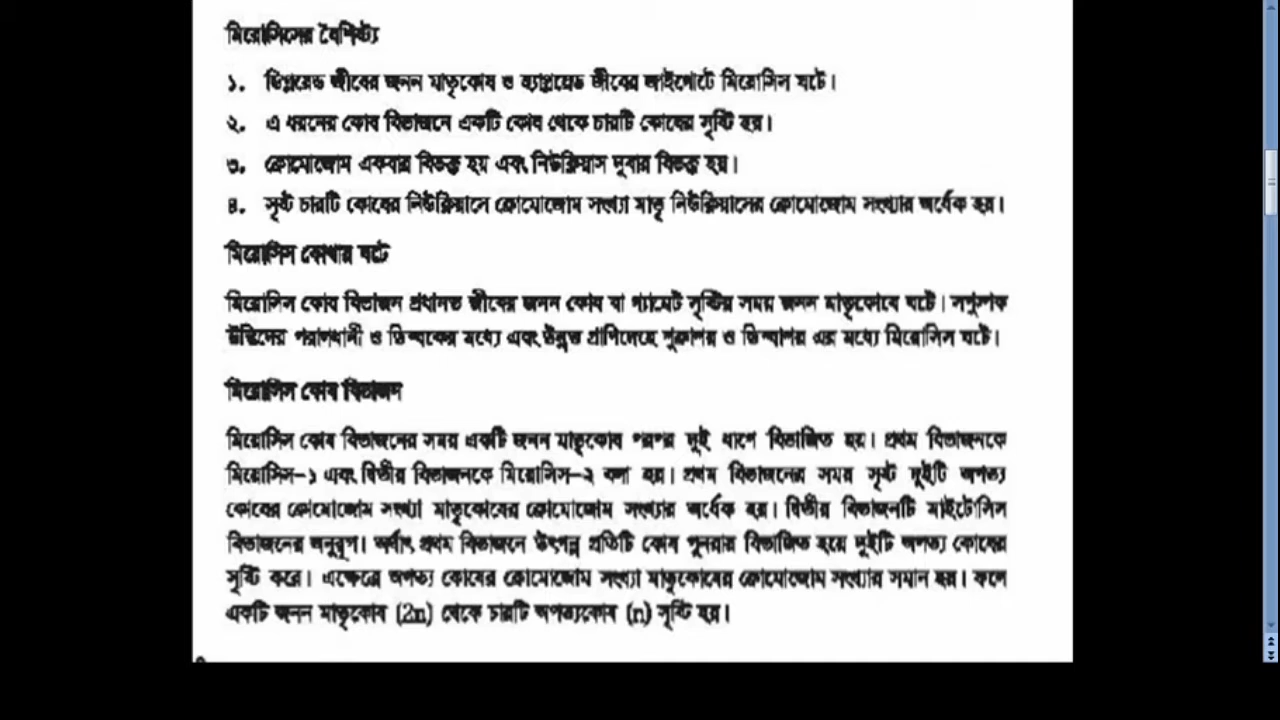 মিয়োসিসের বৈশিষ্ট্য
১। ডিপ্লয়েড জীবের জনন মাতৃকোষ ও হ্যাপ্লয়েড জীবের জাইগোটে মিয়োসিস ঘটে।
২। এ ধরনের কোষ বিভাজনে একটি কোষ থেকে চারটি কোষের সৃষ্টি হয়।
৩। ক্রোমোজোম একবার বিভক্ত হয় এবং নিউক্লিয়াস দুবার বিভক্ত হয়।
৪। সৃষ্ট চারটি কোষের নিউক্লিয়াসে ক্রোমোজোম সংখ্যা মাতৃ নিউক্লিয়াসের ক্রোমোজোম সংখ্যার অর্ধেক হয়।
মিয়োসিস কোথায় ঘটে
মিয়োসিস কোষ বিভাজন প্রধানত জীবের জনন কোষ বা গ্যামেট সৃষ্টির সময় জনন মাতৃকোষে ঘটে। সপুষ্পক
উদ্ভিদের পরাগধানী ও ডিম্বকের মধ্যে এবং উন্নত প্রাণিদেহে শুক্রাশয় ও ডিম্বাশয় এর মধ্যে মিয়োসিস ঘটে।
মিয়োসিস কোষ বিভাজন
মিয়োসিস কোষ বিভাজনের সময় একটি জনন মাতৃকোষ পরপর দুই ধাপে বিভাজিত হয়। প্রথম বিভাজনকে
মিয়োসিস-১ এবং দ্বিতীয় বিভাজনকে মিয়োসিস-২ বলা হয়। প্রথম বিভাজনের সময় সৃষ্ট দুইটি অপত্য
কোষের ক্রোমোজোম সংখ্যা মাতৃকোষের ক্রোমোজোম সংখ্যার অর্ধেক হয়। দ্বিতীয় বিভাজনটি মাইটোসিস
বিভাজনের অনুরূপ। অর্থাৎ প্রথম বিভাজনে উৎপন্ন প্রতিটি কোষ পুনরায় বিভাজিত হয়ে দুইটি অপত্য কোষের
সৃষ্টি করে। এক্ষেত্রে অপত্য কোষের ক্রোমোজোম সংখ্যা মাতৃকোষের ক্রোমোজোম সংখ্যার সমান হয়। ফলে
একটি জনন মাতৃকোষ (2n) থেকে চারটি অপত্যকোষ (n) সৃষ্টি হয়।